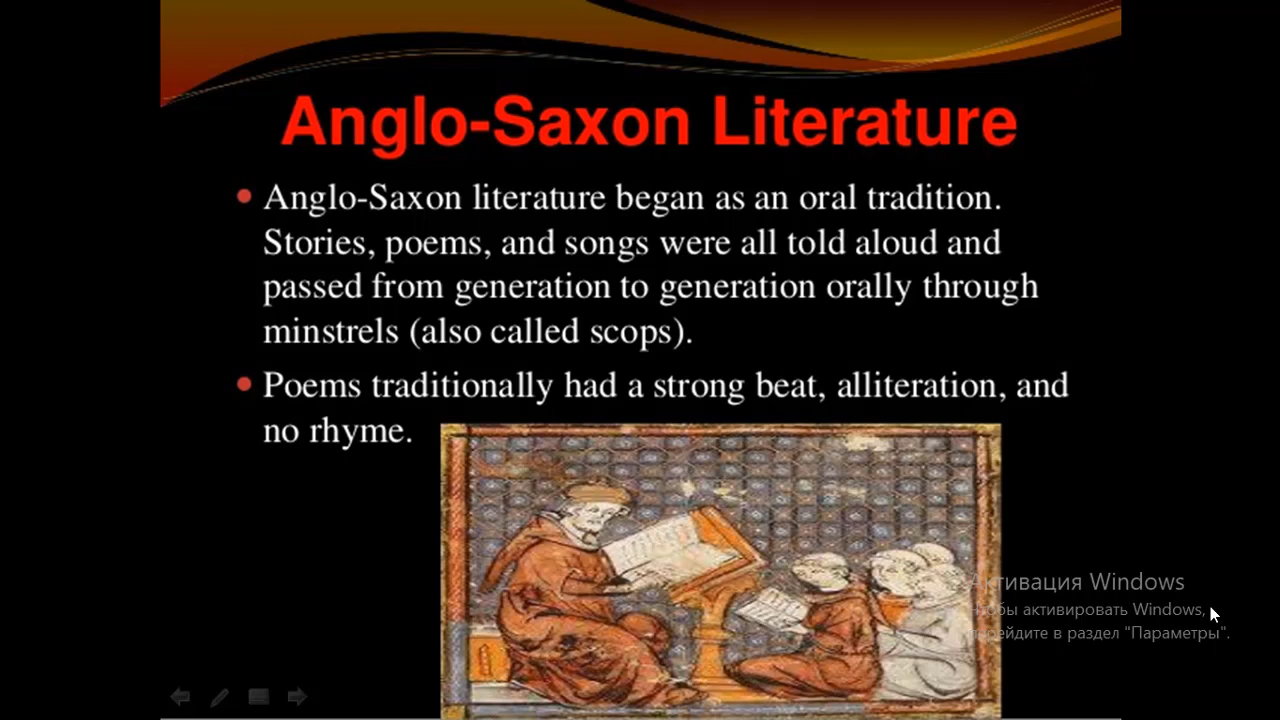 Anglo-Saxon Literature
Anglo-Saxon literature began as an oral tradition.
Stories, poems, and songs were all told aloud and
passed from generation to generation orally through
minstrels (also called scops).
Poems traditionally had a strong beat, alliteration, and
no rhyme.
Активация Windows
Чтобы активировать Windows,
перейдите в раздел "Параметры".